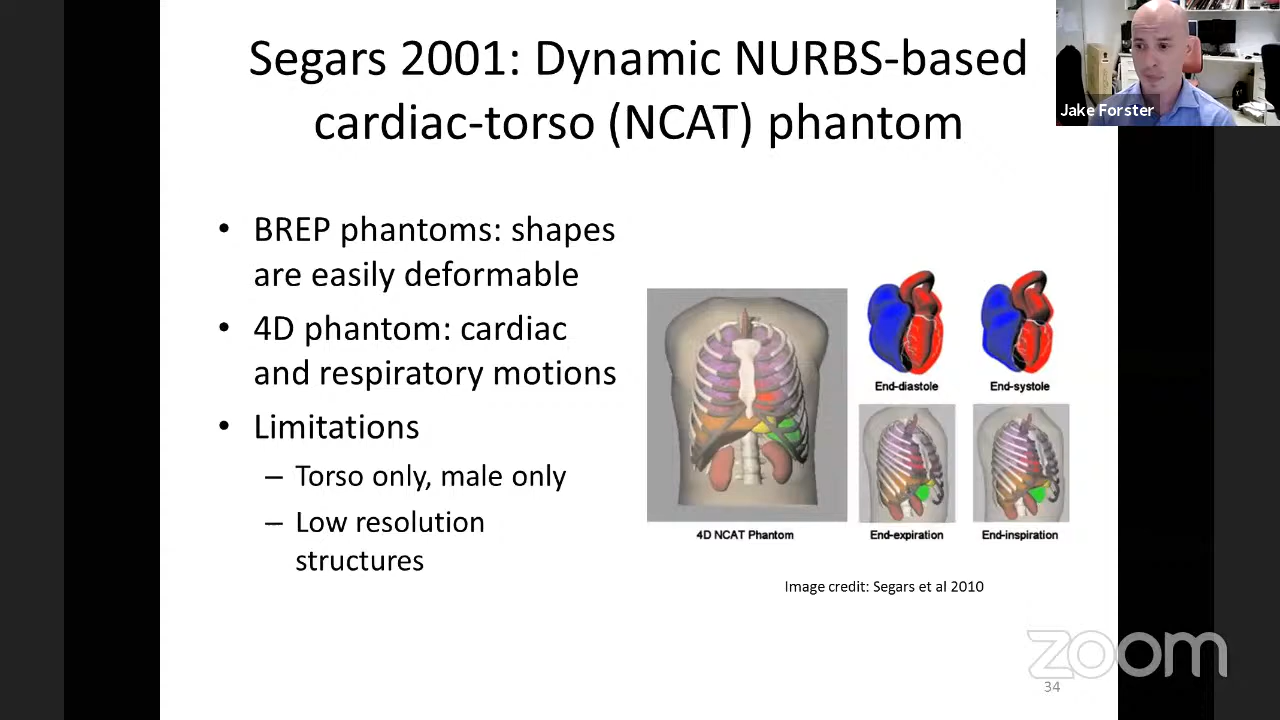 Segars 2001: Dynamic NURBS-based
cardiac-torso (NCAT) phantom
Jake Forster
• BREP phantoms: shapes
are easily deformable
• 4D phantom: cardiac
and respiratory motions
• Limitations
– Torso only, male only
– Low resolution
structures
End-diastole
End-systole
4D NCAT Phantom
End-expiration
End-inspiration
Image credit: Segars et al 2010
zoom
34